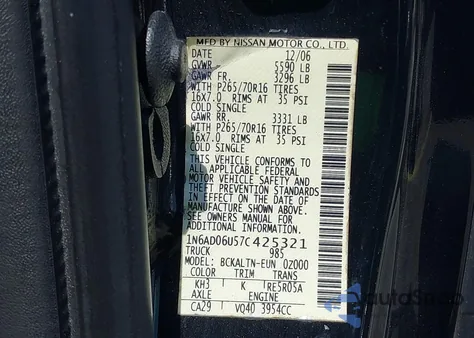 MFD BY NISSAN MOTOR CO., LTD.
DATE 12/06
GVWR 5590 LB
GAWR FR. 3296 LB
WITH P265/70R16 TIRES
16X7.0 RIMS AT 35 PSI
COLD SINGLE
GAWR RR. 3331 LB
WITH P265/70R16 TIRES
16X7.0 RIMS AT 35 PSI
COLD SINGLE
THIS VEHICLE CONFORMS TO
ALL APPLICABLE FEDERAL
MOTOR VEHICLE SAFETY AND
THEFT PREVENTION STANDARDS
IN EFFECT ON THE DATE OF
MANUFACTURE SHOWN ABOVE.
SEE OWNERS MANUAL FOR
ADDITIONAL INFORMATION.
1N6AD06U57C425321
TRUCK 985
MODEL: BCKALTN-EUN 02000
COLOR TRIM TRANS
KH3 K RE5R05A
AXLE ENGINE
CA29 VQ40 3954CC